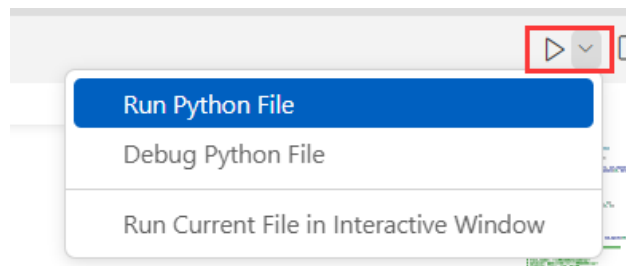 Run Python File
Debug Python File
Run Current File in Interactive Window